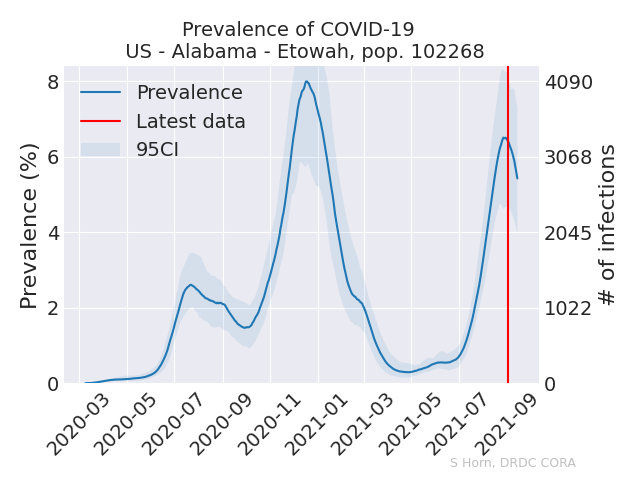 Prevalence of COVID-19
US - Alabama - Etowah, pop. 102268
Prevalence
Latest data
95CI
Prevalence (%)
8
6
4
2
0
4090
3068
2045
1022
0
# of infections
2020-03
2020-05
2020-07
2020-09
2020-11
2021-01
2021-03
2021-05
2021-07
2021-09
S Horn, DRDC CORA